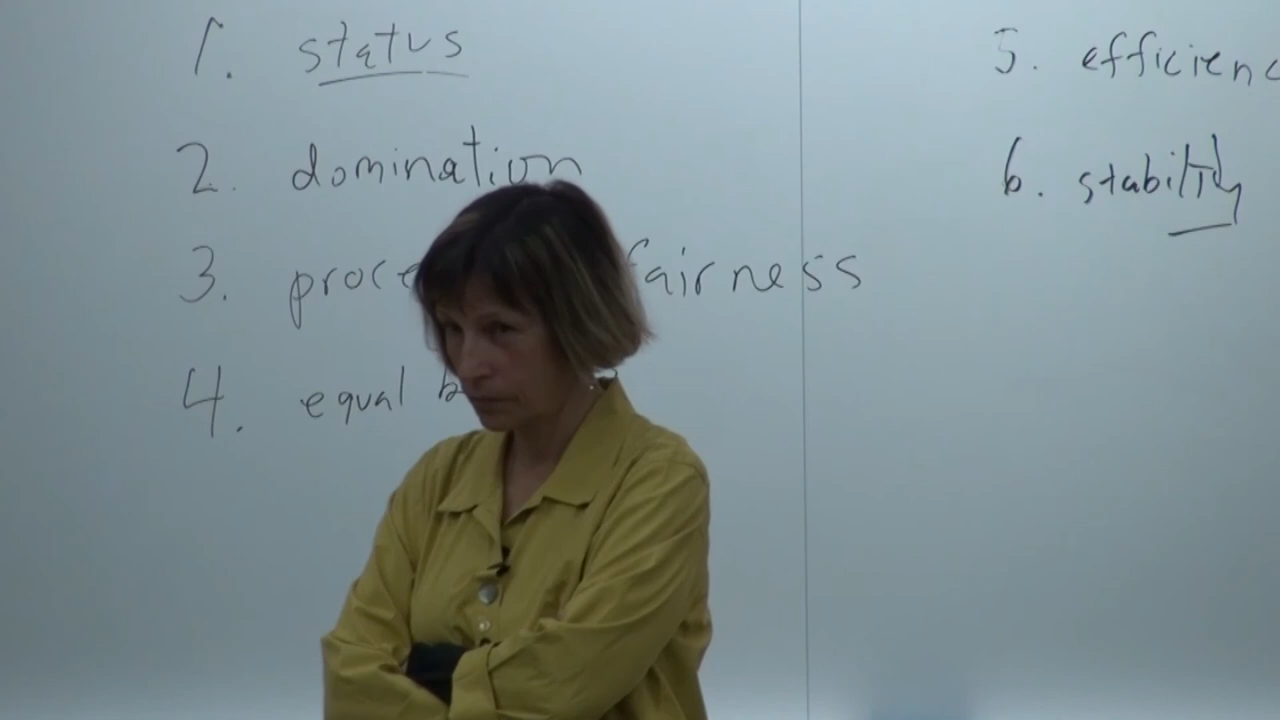 1. status
2. domination
3. proce fairness
4. equal b
5. efficienc
6. stability